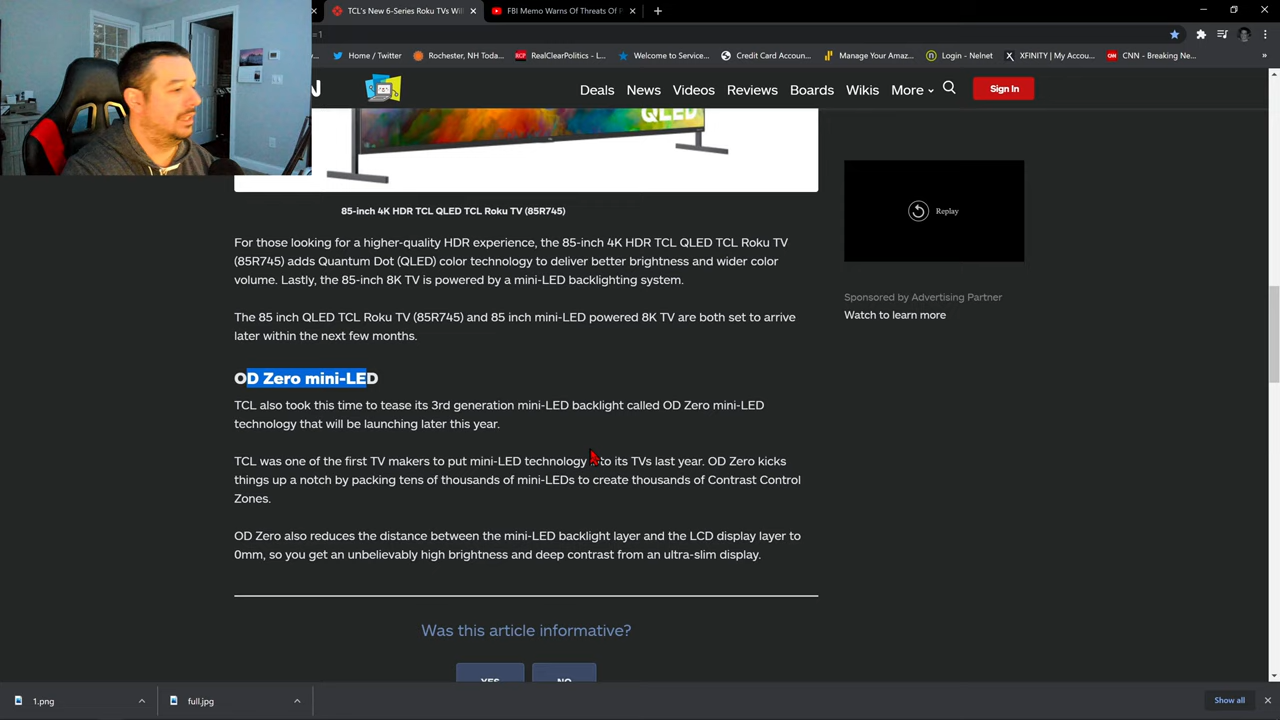 TCL's New 6-Series Roku TVs Wil
FBI Memo Warns Of Threats Of P
=1
Home / Twitter
Rochester, NH Toda...
RealClearPolitics - L...
Welcome to Service...
Credit Card Accoun...
Manage Your Amaz...
Login - Nelnet
XFINITY | My Accou...
CNN - Breaking Ne...
N
Deals
News
Videos
Reviews
Boards
Wikis
More
Sign In
QLED
85-inch 4K HDR TCL QLED TCL Roku TV (85R745)
For those looking for a higher-quality HDR experience, the 85-inch 4K HDR TCL QLED TCL Roku TV
(85R745) adds Quantum Dot (QLED) color technology to deliver better brightness and wider color
volume. Lastly, the 85-inch 8K TV is powered by a mini-LED backlighting system.
The 85 inch QLED TCL Roku TV (85R745) and 85 inch mini-LED powered 8K TV are both set to arrive
later within the next few months.
OD Zero mini-LED
TCL also took this time to tease its 3rd generation mini-LED backlight called OD Zero mini-LED
technology that will be launching later this year.
TCL was one of the first TV makers to put mini-LED technology into its TVs last year. OD Zero kicks
things up a notch by packing tens of thousands of mini-LEDs to create thousands of Contrast Control
Zones.
OD Zero also reduces the distance between the mini-LED backlight layer and the LCD display layer to
0mm, so you get an unbelievably high brightness and deep contrast from an ultra-slim display.
Replay
Sponsored by Advertising Partner
Watch to learn more
Was this article informative?
YES
NO
1.png
full.jpg
Show all